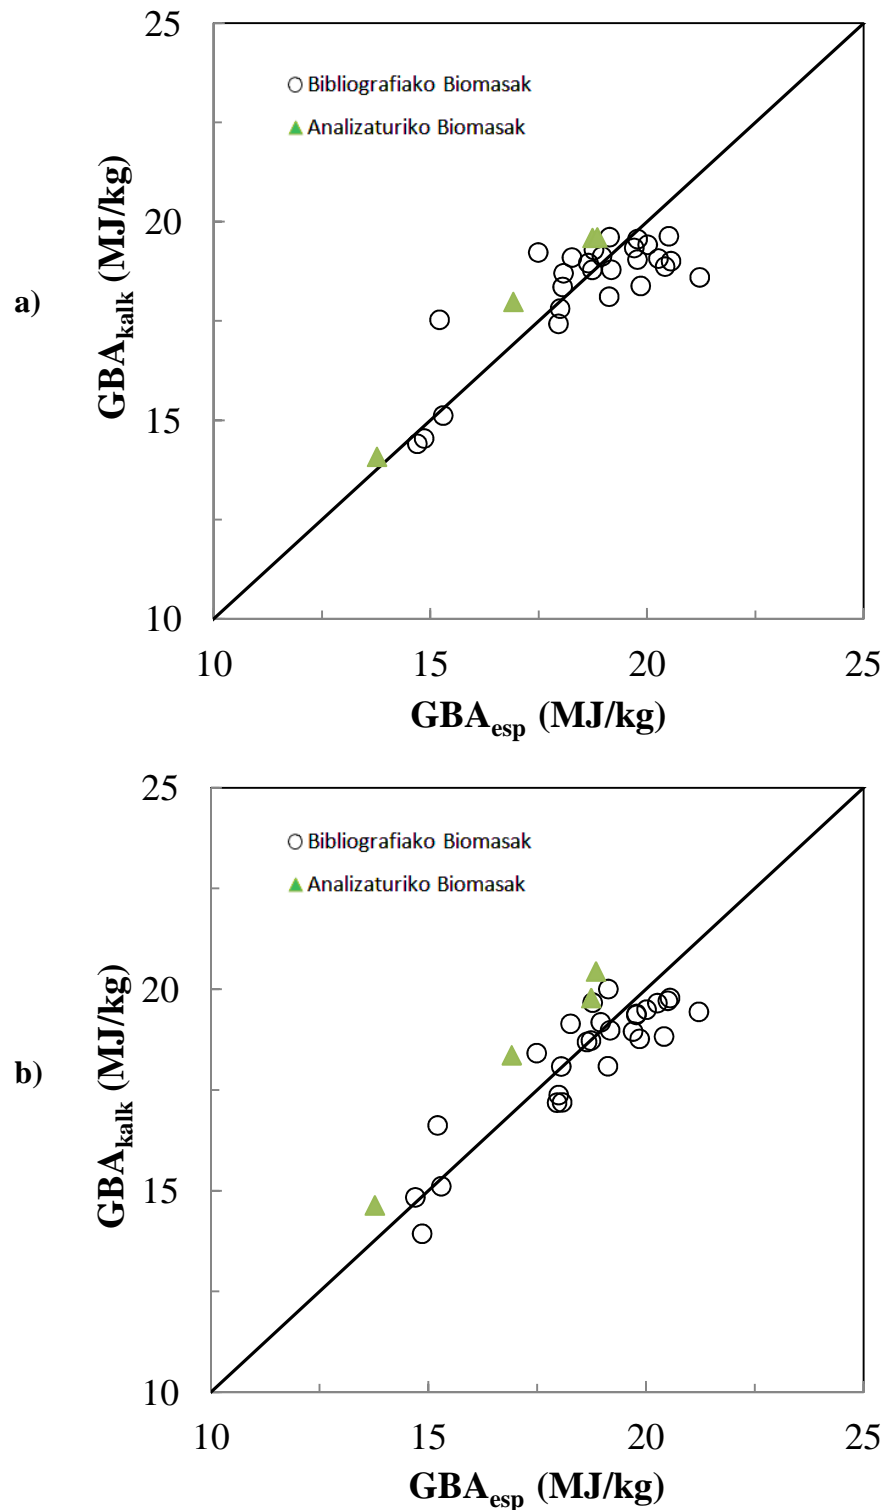 a)
25
20
15
10
GBAkalk (MJ/kg)
Bibliografiako Biomasak
Analizaturiko Biomasak
10 15 20 25
GBAesp (MJ/kg)
b)
25
20
15
10
GBAkalk (MJ/kg)
Bibliografiako Biomasak
Analizaturiko Biomasak
10 15 20 25
GBAesp (MJ/kg)